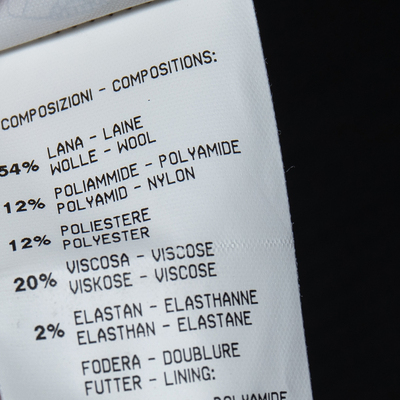 COMPOSIZIONI - COMPOSITIONS:
LANA - LAINE
54% WOLLE - WOOL
POLIAMMIDE - POLYAMIDE
12% POLYAMID - NYLON
POLIESTERE
12% POLYESTER
VISCOSA - VISCOSE
20% VISKOSE - VISCOSE
ELASTAN - ELASTHANNE
2% ELASTHAN - ELASTANE
FODERA - DOUBLURE
FUTTER - LINING:
POLYAMIDE